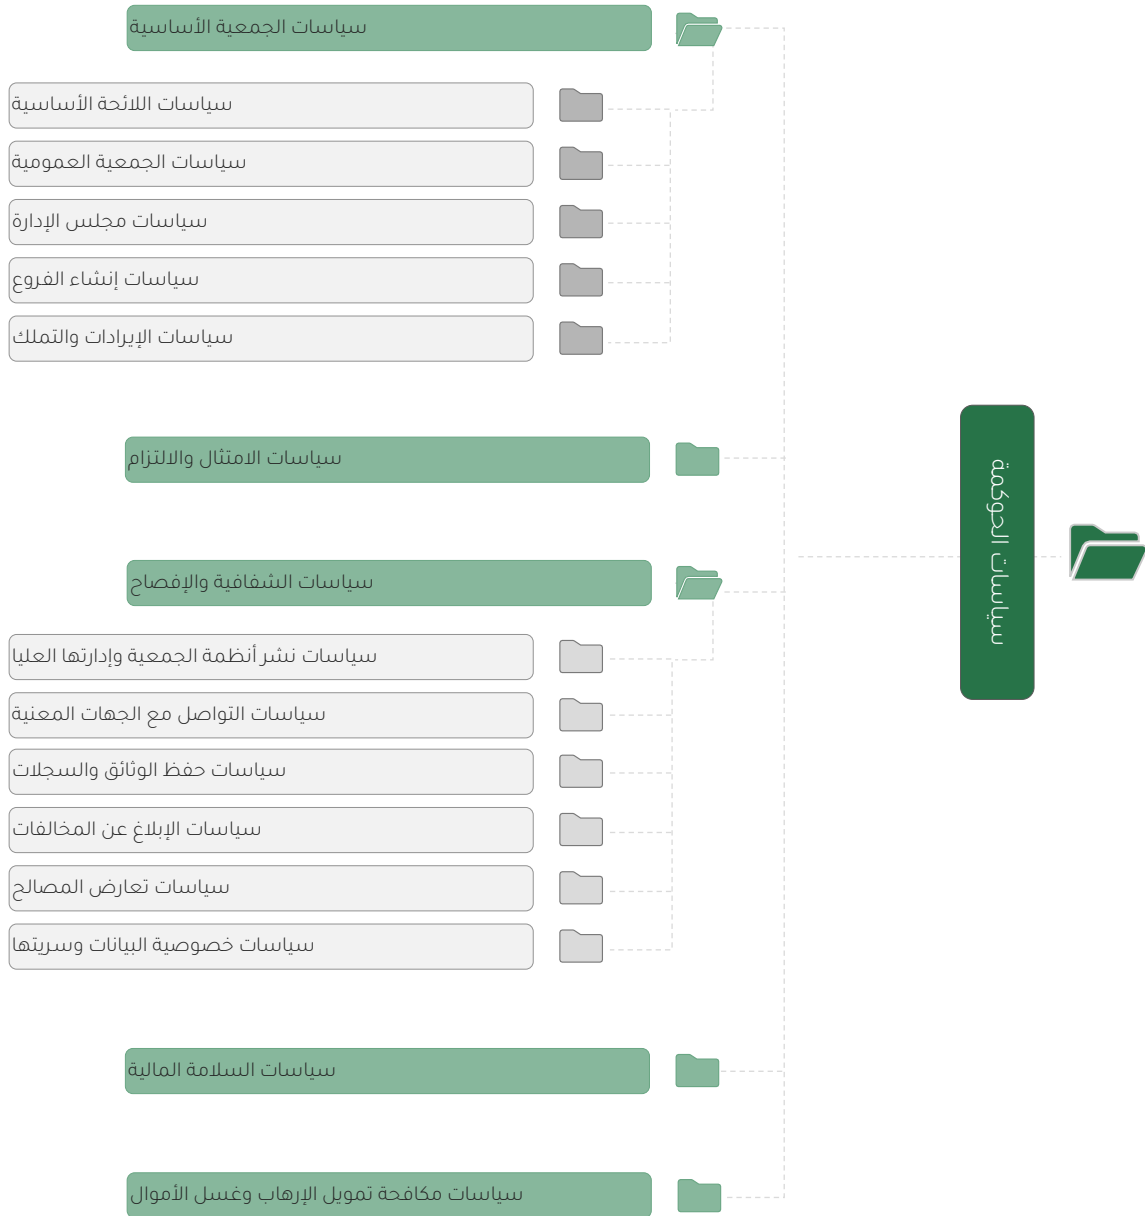 سياسات الحوكمة
سياسات الجمعية الأساسية
سياسات اللائحة الأساسية
سياسات الجمعية العمومية
سياسات مجلس الإدارة
سياسات إنشاء الفروع
سياسات الإيرادات والتملك
سياسات الامتثال والالتزام
سياسات الشفافية والإفصاح
سياسات نشر أنظمة الجمعية وإدارتها العليا
سياسات التواصل مع الجهات المعنية
سياسات حفظ الوثائق والسجلات
سياسات الإبلاغ عن المخالفات
سياسات تعارض المصالح
سياسات خصوصية البيانات وسريتها
سياسات السلامة المالية
سياسات مكافحة تمويل الإرهاب وغسل الأموال